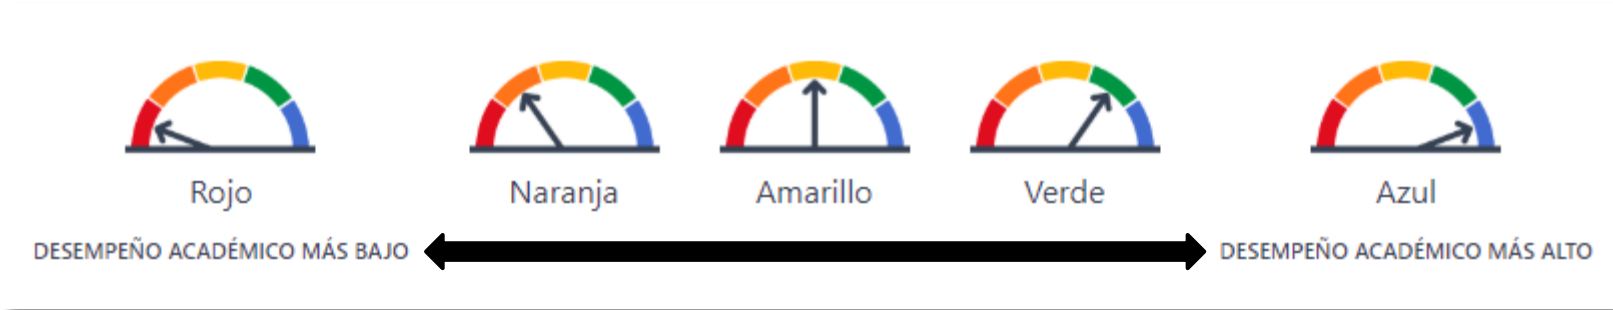 Rojo Naranja Amarillo Verde Azul
DESEMPEÑO ACADÉMICO MÁS BAJO DESEMPEÑO ACADÉMICO MÁS ALTO